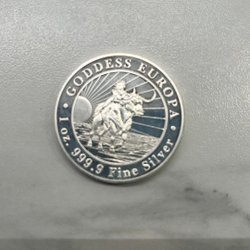 GODDESS EUROPA
1 oz. 999.9 Fine Silver